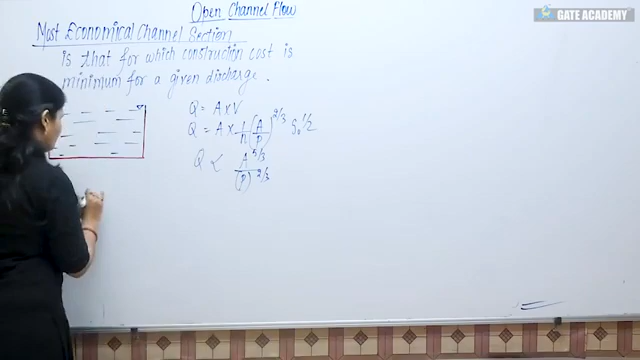 Open Channel Flow
GATE ACADEMY
Most Economical Channel Section
is that for which construcion cost is
minimum for a given discharge.
Q = A x V
Q = A x 1/n (A/P)^2/3 S₀^1/2
Q ∝ A^5/3 / (P)^2/3